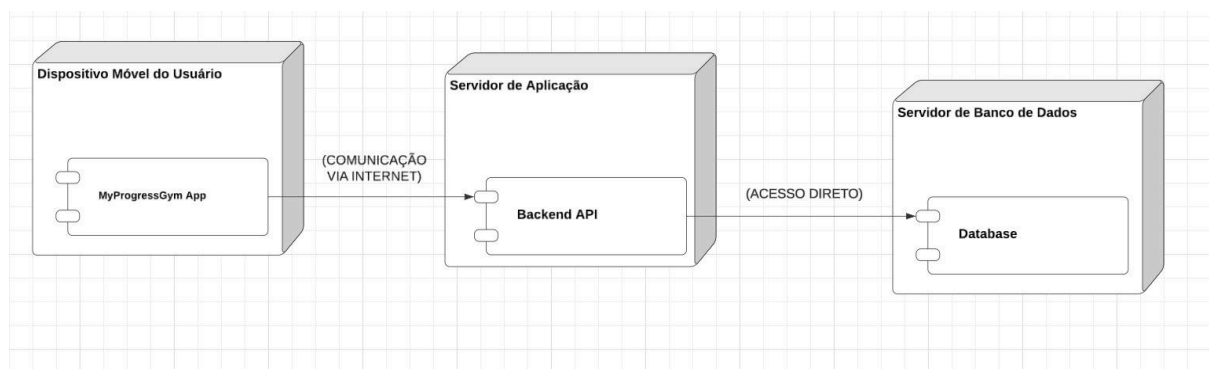 Dispositivo Móvel do Usuário
MyProgressGym App
(COMUNICAÇÃO
VIA INTERNET)
Servidor de Aplicação
Backend API
(ACESSO DIRETO)
Servidor de Banco de Dados
Database